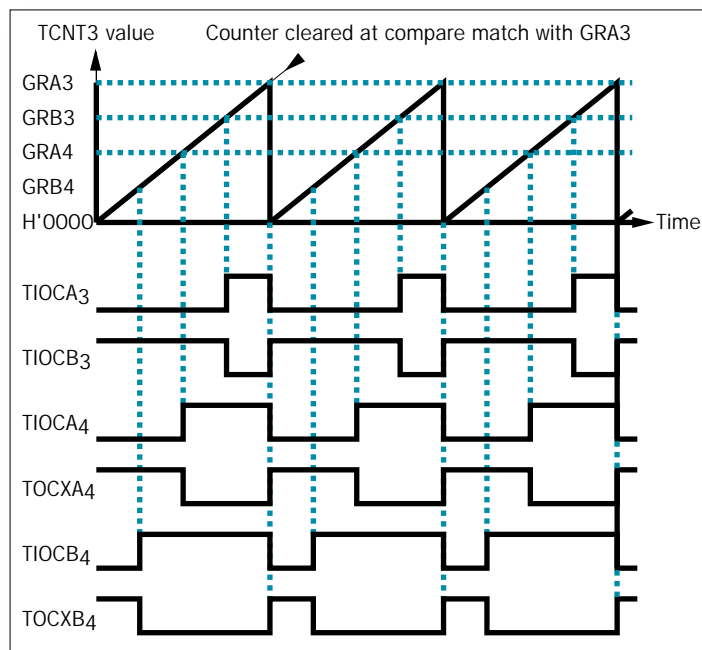 TCNT3 value
Counter cleared at compare match with GRA3
GRA3
GRB3
GRA4
GRB4
H'0000
Time
TIOCA3
TIOCB3
TIOCA4
TOCXA4
TIOCB4
TOCXB4